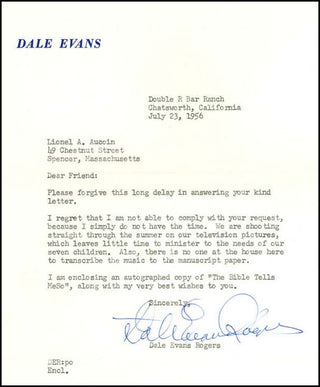 DALE EVANS
Double R Bar Ranch
Chatsworth, California
July 23, 1956
Lionel A. Aucoin
49 Chestnut Street
Spencer, Massachusetts
Dear Friend:
Please forgive this long delay in answering your kind
letter.
I regret that I am not able to comply with your request,
because I simply do not have the time. We are shooting
straight through the summer on our television pictures,
which leaves little time to minister to the needs of our
seven children. Also, there is no one at the house here
to transcribe the music to the manuscript paper.
I am enclosing an autographed copy of "The Bible Tells
MeSo", along with my very best wishes to you.
Sincerely,
Dale Evans Rogers
Dale Evans Rogers
DER:po
Encl.